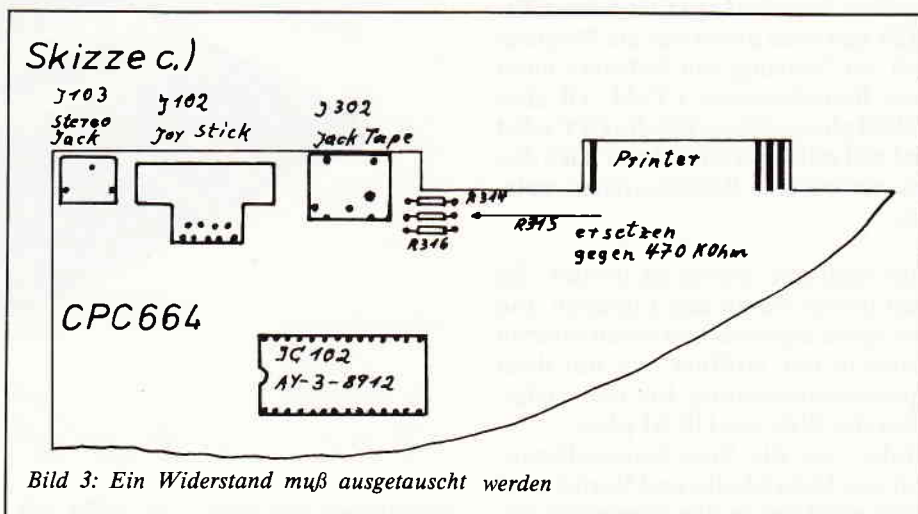 Skizze c.)
J103
Stereo
Jack
J102
Joy stick
J302
Jack Tape
Printer
R314
R315
R316
ersetzen
gegen 470 KOhm
CPC664
IC 102
AY-3-8912
Bild 3: Ein Widerstand muß ausgetauscht werden